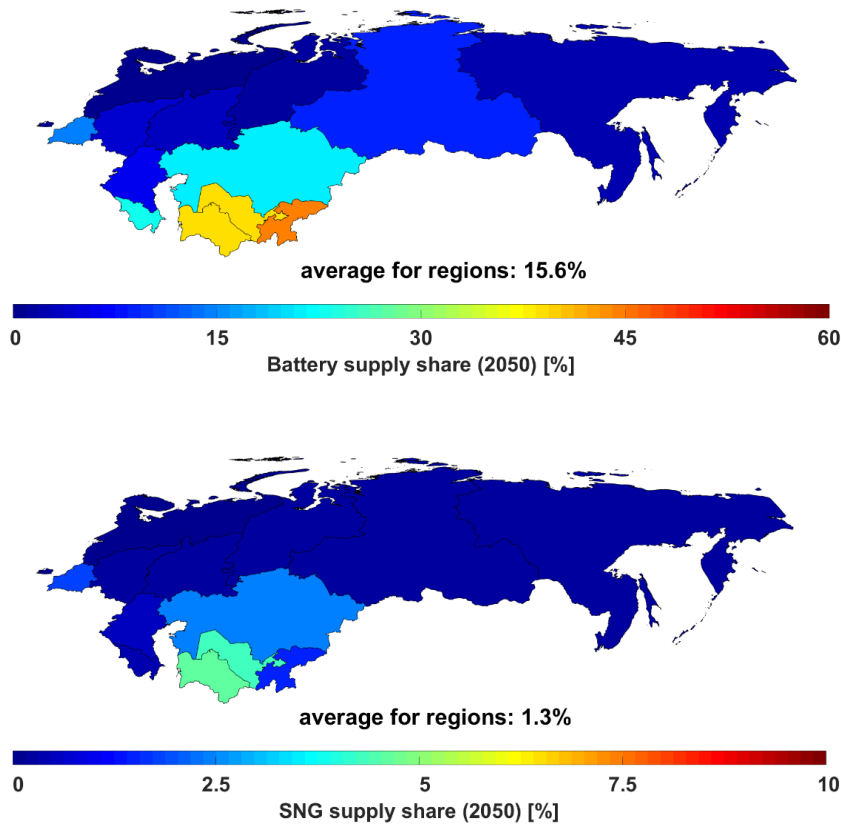 average for regions: 15.6%
0 15 30 45 60
Battery supply share (2050) [%]
average for regions: 1.3%
0 2.5 5 7.5 10
SNG supply share (2050) [%]